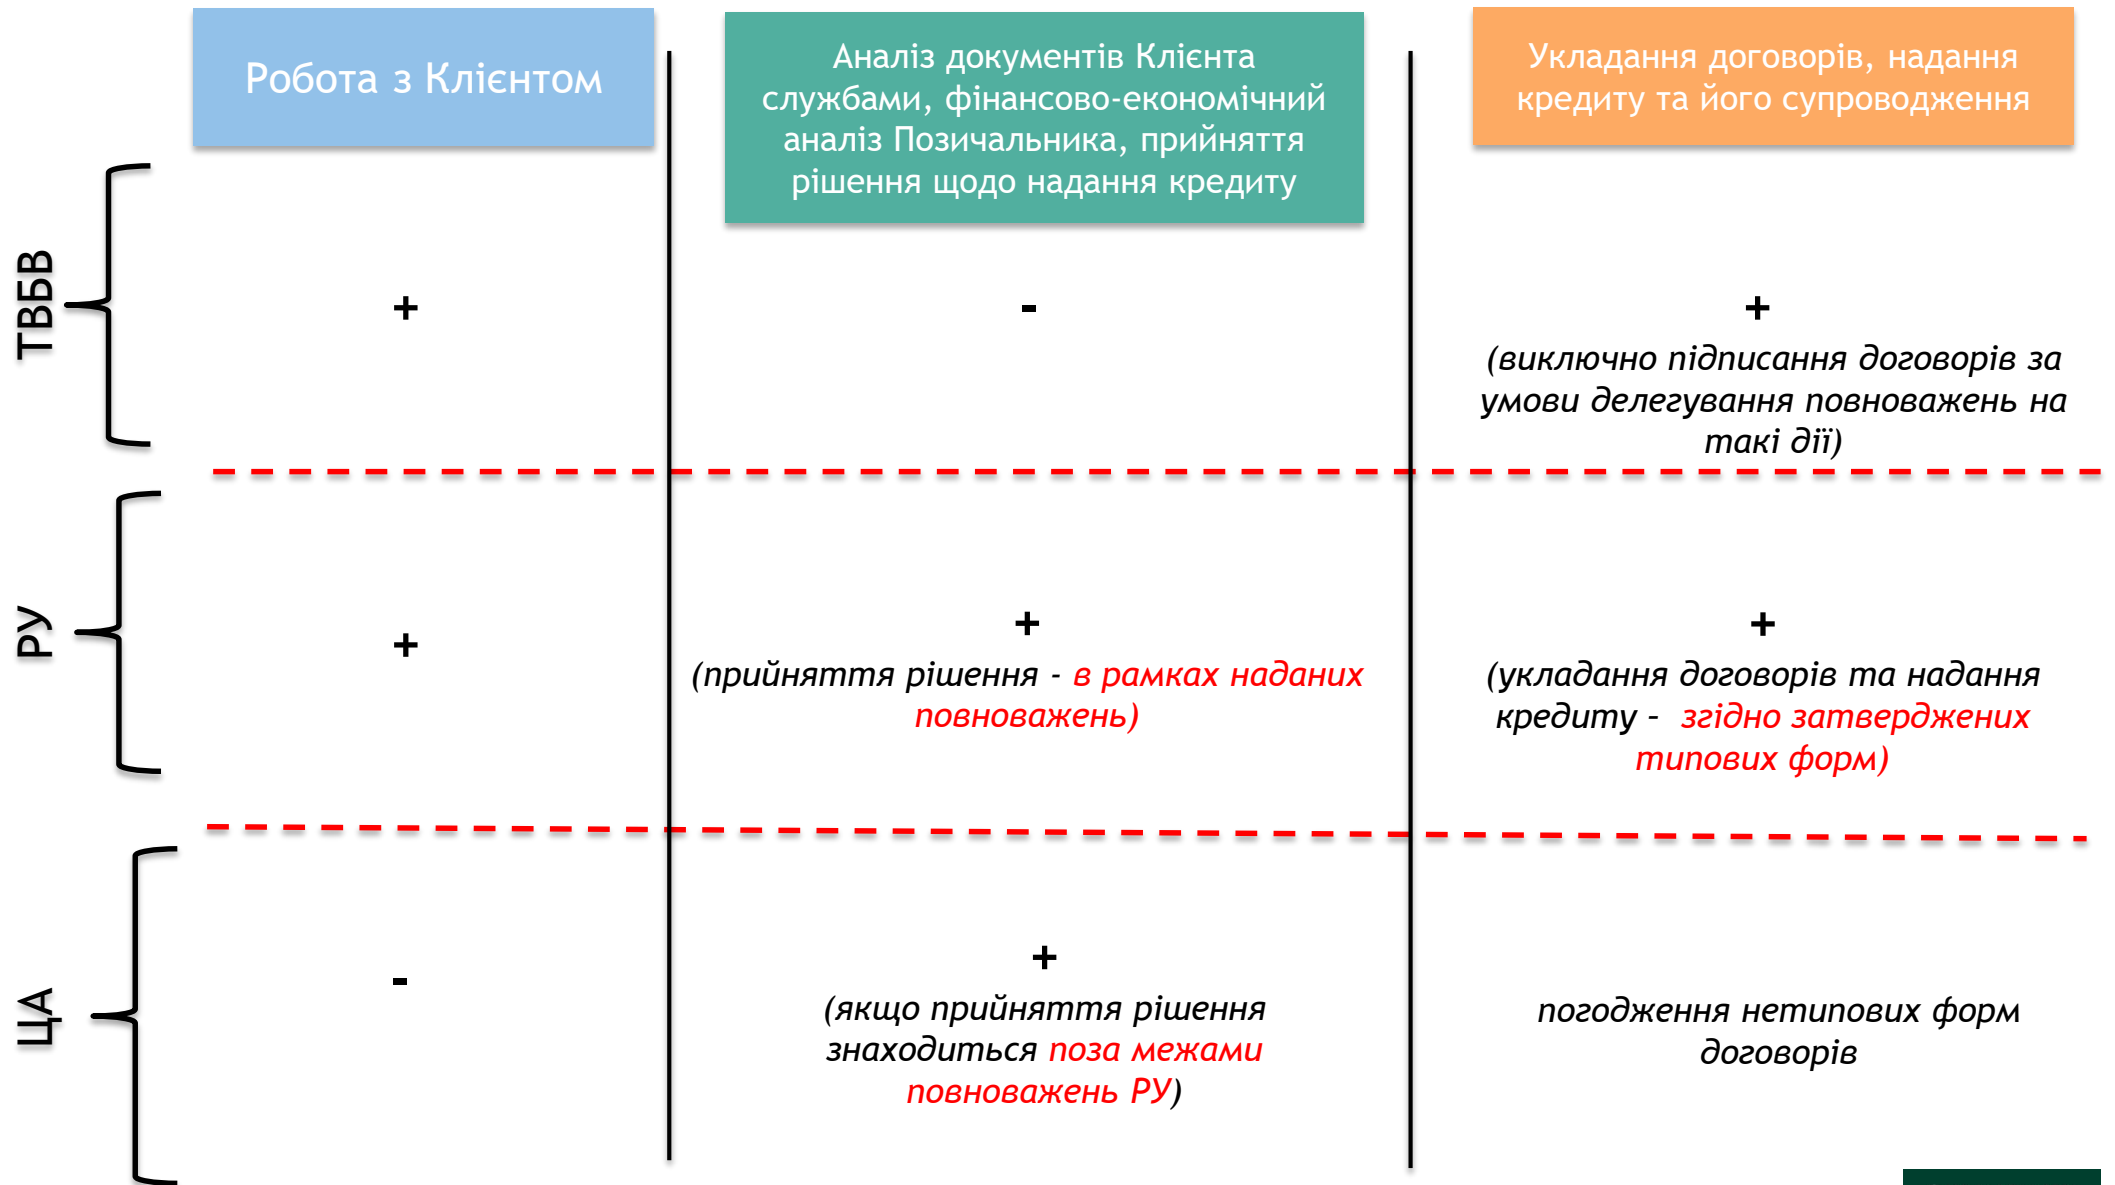 Робота з Клієнтом
Аналіз документів Клієнта
службами, фінансово-економічний
аналіз Позичальника, прийняття
рішення щодо надання кредиту
Укладання договорів, надання
кредиту та його супроводження
ТВБВ
+
-
+
(виключно підписання договорів за
умови делегування повноважень на
такі дії)
РУ
+
+
(прийняття рішення - в рамках наданих
повноважень)
+
(укладання договорів та надання
кредиту - згідно затверджених
типових форм)
ЦА
-
+
(якщо прийняття рішення
знаходиться поза межами
повноважень РУ)
погодження нетипових форм
договорів